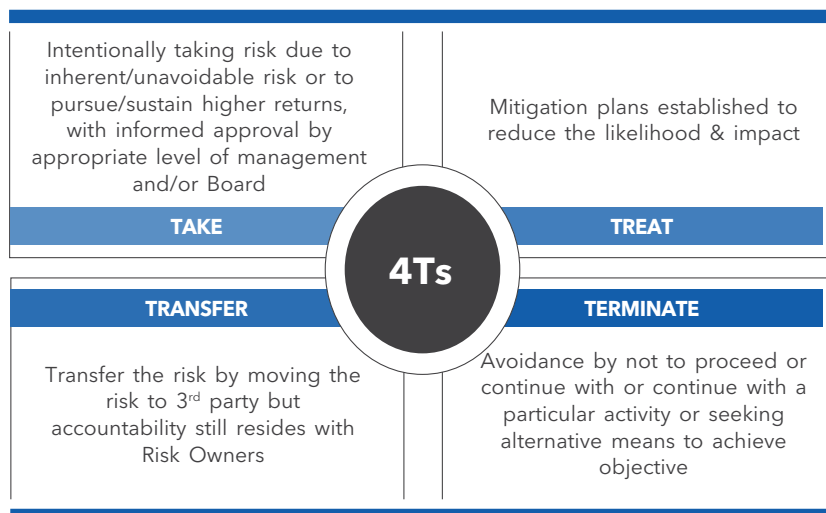 Intentionally taking risk due to
inherent/unavoidable risk or to
pursue/sustain higher returns,
with informed approval by
appropriate level of management
and/or Board
TAKE
Mitigation plans established to
reduce the likelihood & impact
TREAT
4Ts
TRANSFER
Transfer the risk by moving the
risk to 3rd party but
accountability still resides with
Risk Owners
TERMINATE
Avoidance by not to proceed or
continue with or continue with a
particular activity or seeking
alternative means to achieve
objective